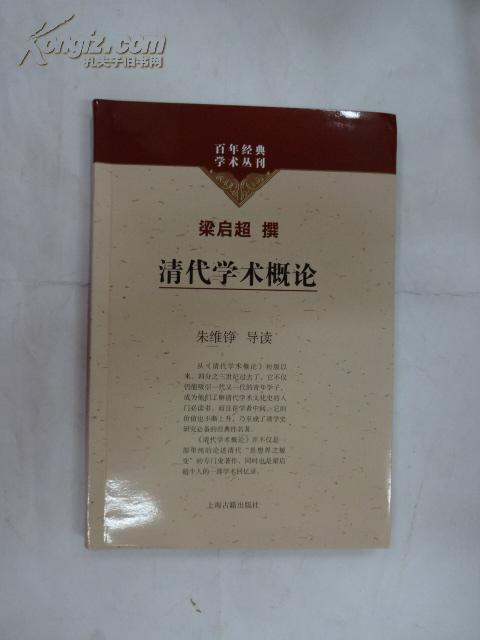 Kongfz.com
孔夫子旧书网
百年经典
学术丛刊
梁启超 撰
清代学术概论
朱维铮 导读
从《清代学术概论》初版以
来，四分之三世纪过去了，它不仅
仍能吸引一代又一代的青年学子，
成为他们了解清代学术文化史的入
门必读书，而且在学者中间，它的
价值也不断上升，乃至成了清学史
研究必备的经典性名著。
《清代学术概论》并不仅是一
部单纯的论述清代“思想界之蜕
变”的专门史著作，同时也是梁启
超个人的一部学术回忆录。
上海古籍出版社